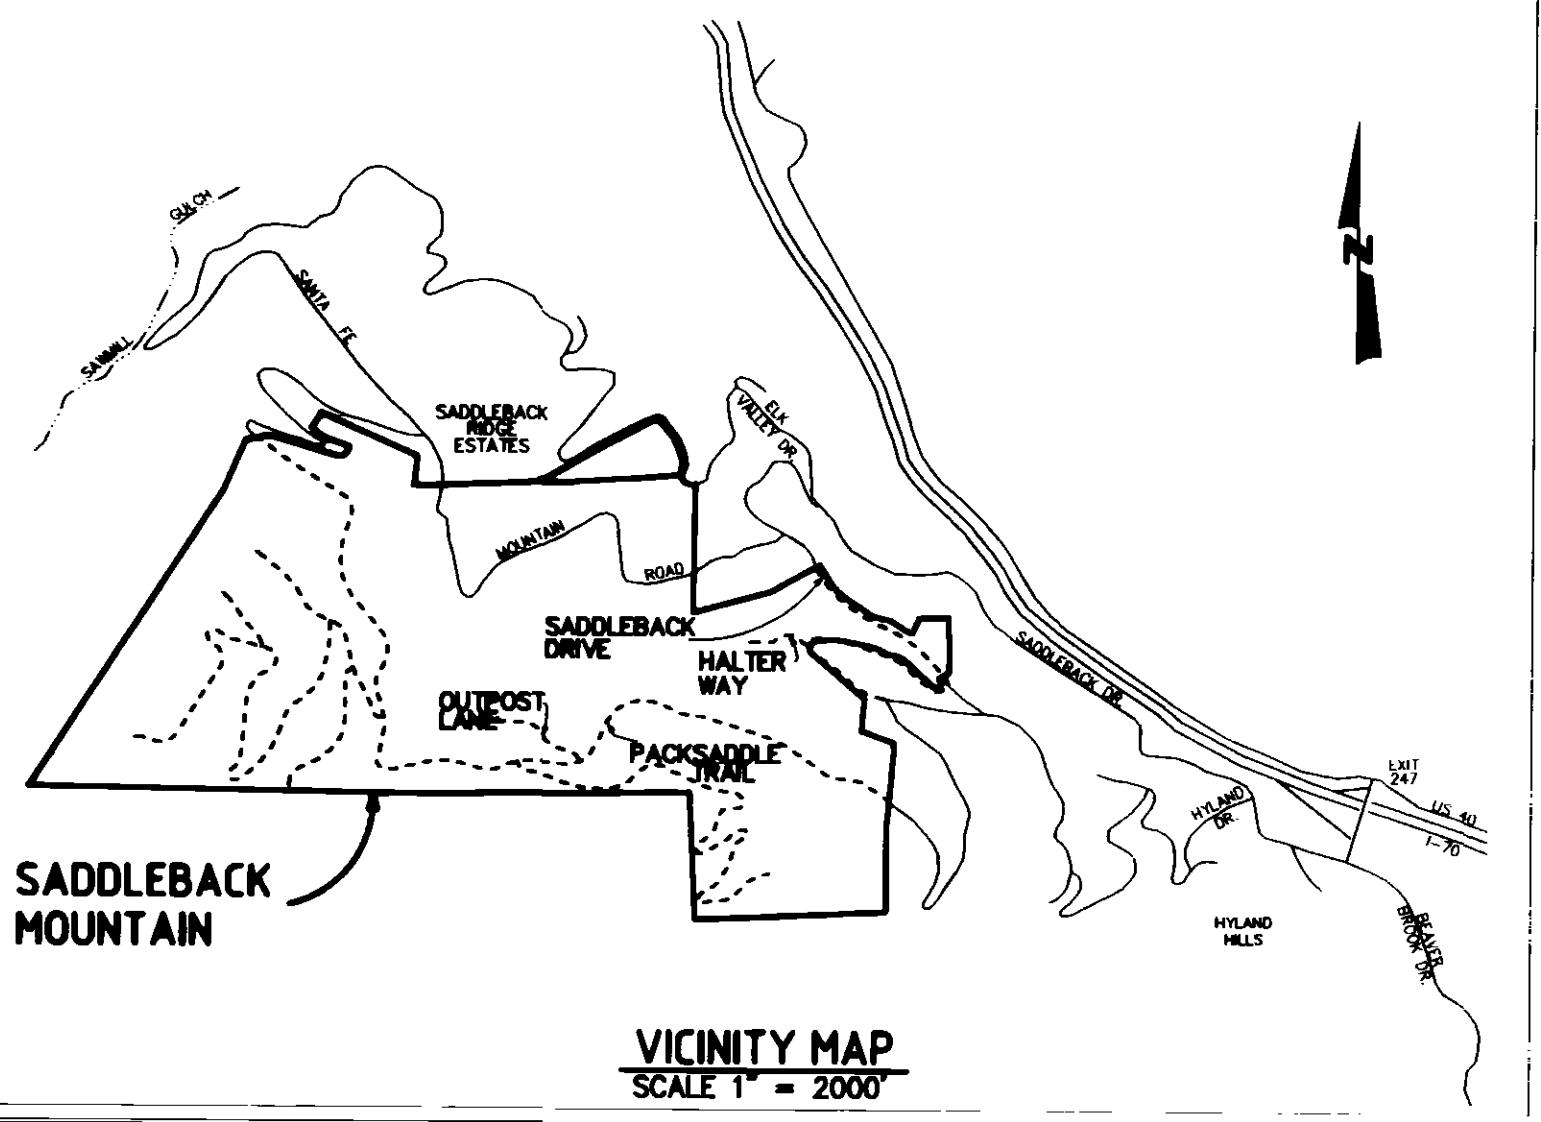 GULCH
SAWMILL
SANTA FE
N
SADDLEBACK
RIDGE
ESTATES
ELK
VALLEY DR.
MOUNTAIN
ROAD
SADDLEBACK
DRIVE
HALTER
WAY
SADDLEBACK DR.
OUTPOST
LANE
PACKSADDLE
TRAIL
EXIT
247
US 40
I-70
HYLAND
DR.
SADDLEBACK
MOUNTAIN
HYLAND
HILLS
BEAVER
BROOK DR.
VICINITY MAP
SCALE 1" = 2000'